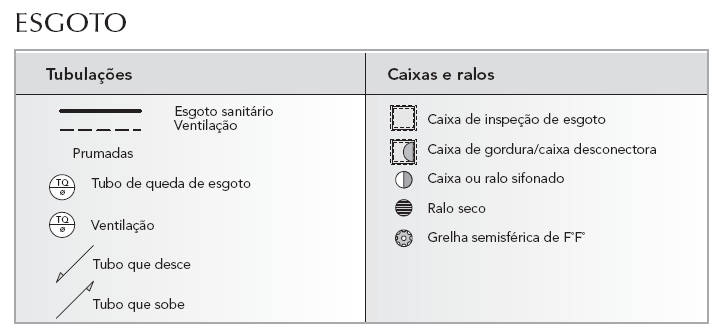 ESGOTO
Tubulações
Esgoto sanitário
Ventilação
Prumadas
TQ
ø
Tubo de queda de esgoto
TQ
ø
Ventilação
Tubo que desce
Tubo que sobe
Caixas e ralos
Caixa de inspeção de esgoto
Caixa de gordura/caixa desconectora
Caixa ou ralo sifonado
Ralo seco
Grelha semisférica de F°F°